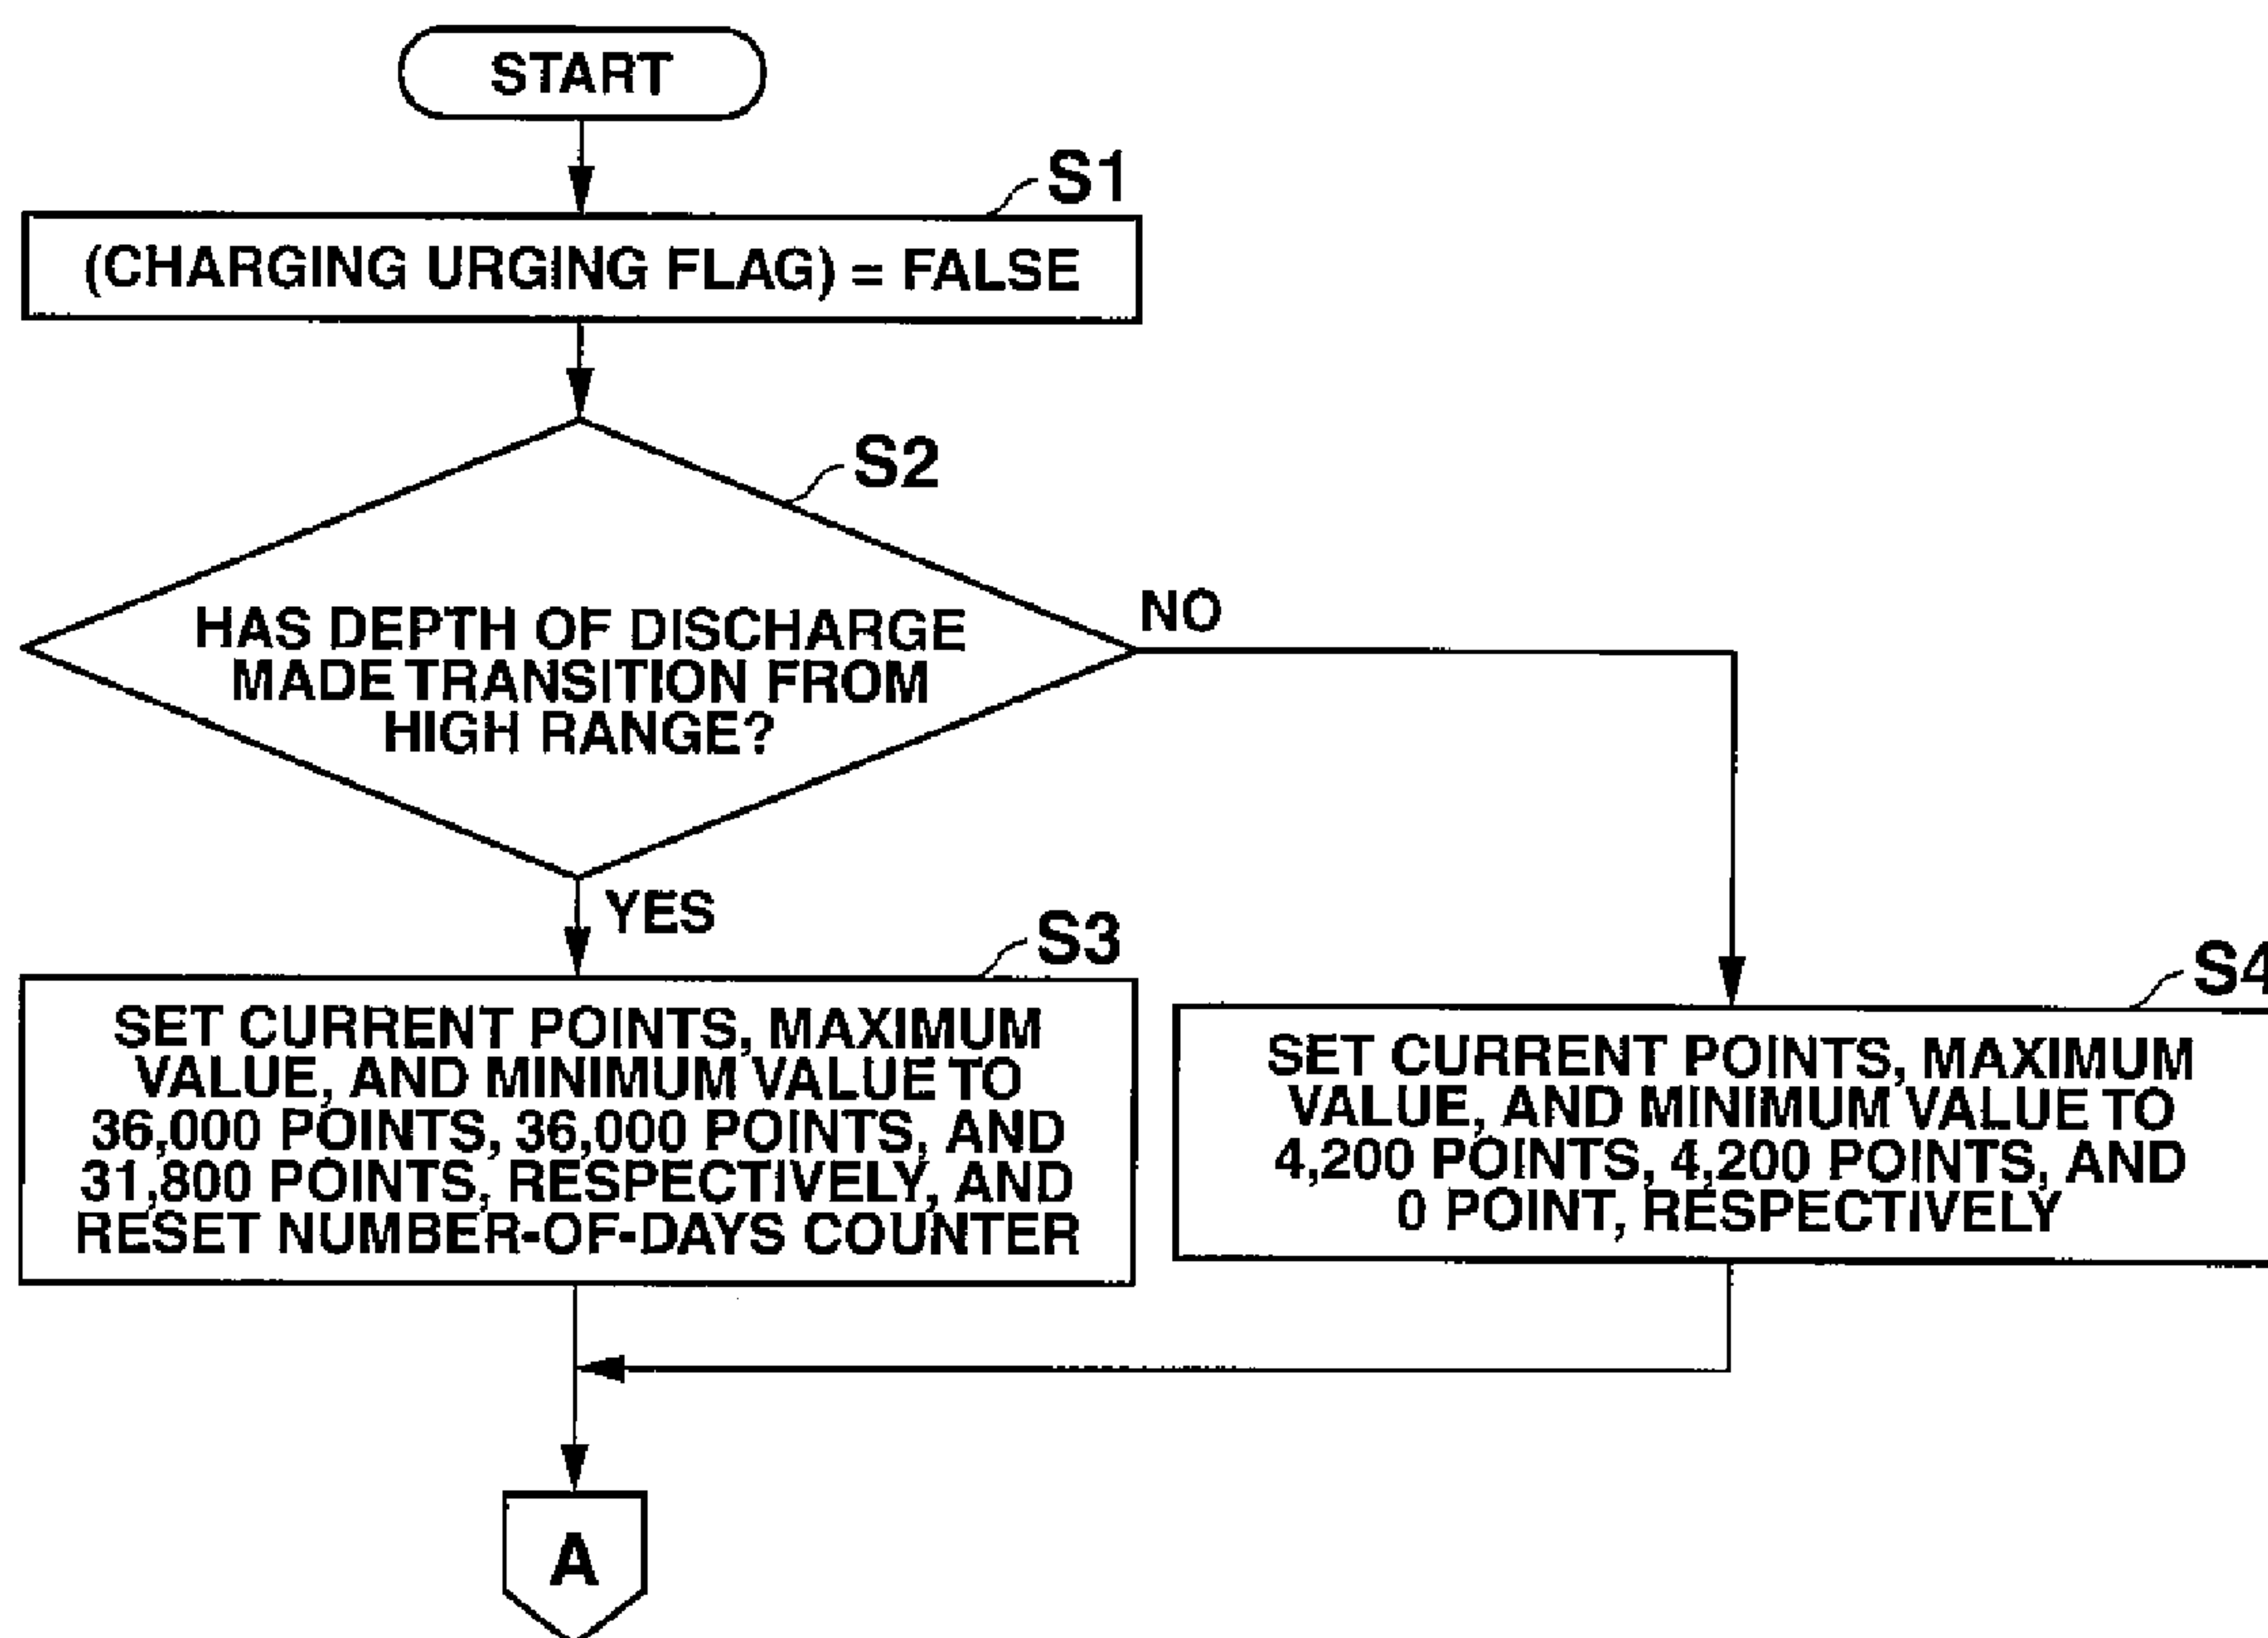 START
S1
(CHARGING URGING FLAG) = FALSE
S2
HAS DEPTH OF DISCHARGE
MADE TRANSITION FROM
HIGH RANGE?
NO
YES
S3
SET CURRENT POINTS, MAXIMUM
VALUE, AND MINIMUM VALUE TO
36,000 POINTS, 36,000 POINTS, AND
31,800 POINTS, RESPECTIVELY, AND
RESET NUMBER-OF-DAYS COUNTER
S4
SET CURRENT POINTS, MAXIMUM
VALUE, AND MINIMUM VALUE TO
4,200 POINTS, 4,200 POINTS, AND
0 POINT, RESPECTIVELY
A